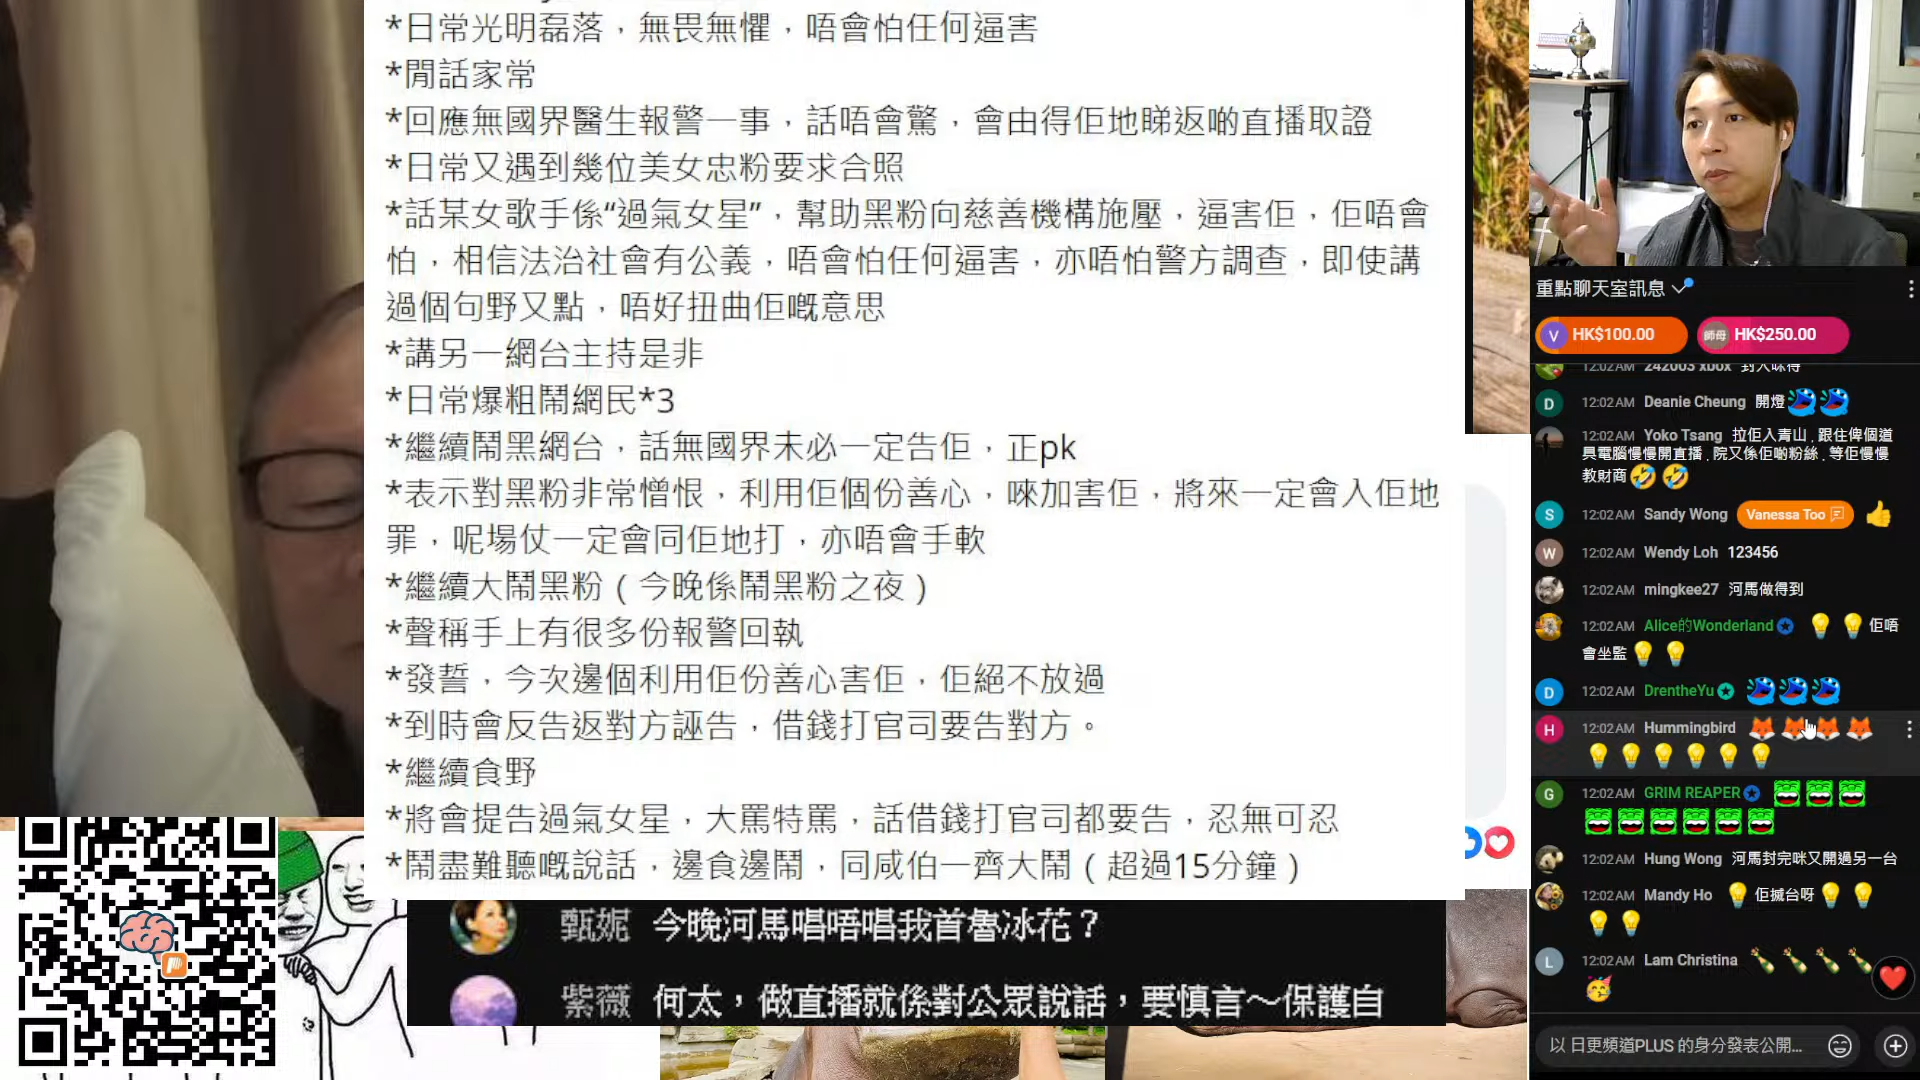 *日常光明磊落，無畏無懼，唔會怕任何逼害
*閒話家常
*回應無國界醫生報警一事，話唔會驚，會由得佢地睇返啲直播取證
*日常又遇到幾位美女忠粉要求合照
*話某女歌手係“過氣女星”，幫助黑粉向慈善機構施壓，逼害佢，佢唔會
怕，相信法治社會有公義，唔會怕任何逼害，亦唔怕警方調查，即使講
過個句野又點，唔好扭曲佢嘅意思
*講另一網台主持是非
*日常爆粗鬧網民*3
*繼續鬧黑網台，話無國界未必一定告佢，正pk
*表示對黑粉非常憎恨，利用佢個份善心，嚟加害佢，將來一定會入佢地
罪，呢場仗一定會同佢地打，亦唔會手軟
*繼續大鬧黑粉（今晚係鬧黑粉之夜）
*聲稱手上有很多份報警回執
*發誓，今次邊個利用佢份善心害佢，佢絕不放過
*到時會反告返對方誣告，借錢打官司要告對方。
*繼續食野
*將會提告過氣女星，大罵特罵，話借錢打官司都要告，忍無可忍
*鬧盡難聽嘅說話，邊食邊鬧，同咸伯一齊大鬧（超過15分鐘）
甄妮 今晚河馬唱唔唱我首魯冰花？
紫薇 何太，做直播就係對公眾說話，要慎言～保護自
重點聊天室訊息
V HK$100.00 師母 HK$250.00
12:02AM 242003 xbox 封人咪得
D 12:02AM Deanie Cheung 開燈
12:02AM Yoko Tsang 拉佢入青山, 跟住俾個道
具電腦慢慢開直播, 院又係佢啲粉絲, 等佢慢慢
教財商
S 12:02AM Sandy Wong Vanessa Too
W 12:02AM Wendy Loh 123456
12:02AM mingkee27 河馬做得到
12:02AM Alice的Wonderland 佢唔
會坐監
D 12:02AM DrentheYu
H 12:02AM Hummingbird
G 12:02AM GRIM REAPER
12:02AM Hung Wong 河馬封完咪又開過另一台
12:02AM Mandy Ho 佢搣台呀
L 12:02AM Lam Christina
以 日更頻道PLUS 的身分發表公開...